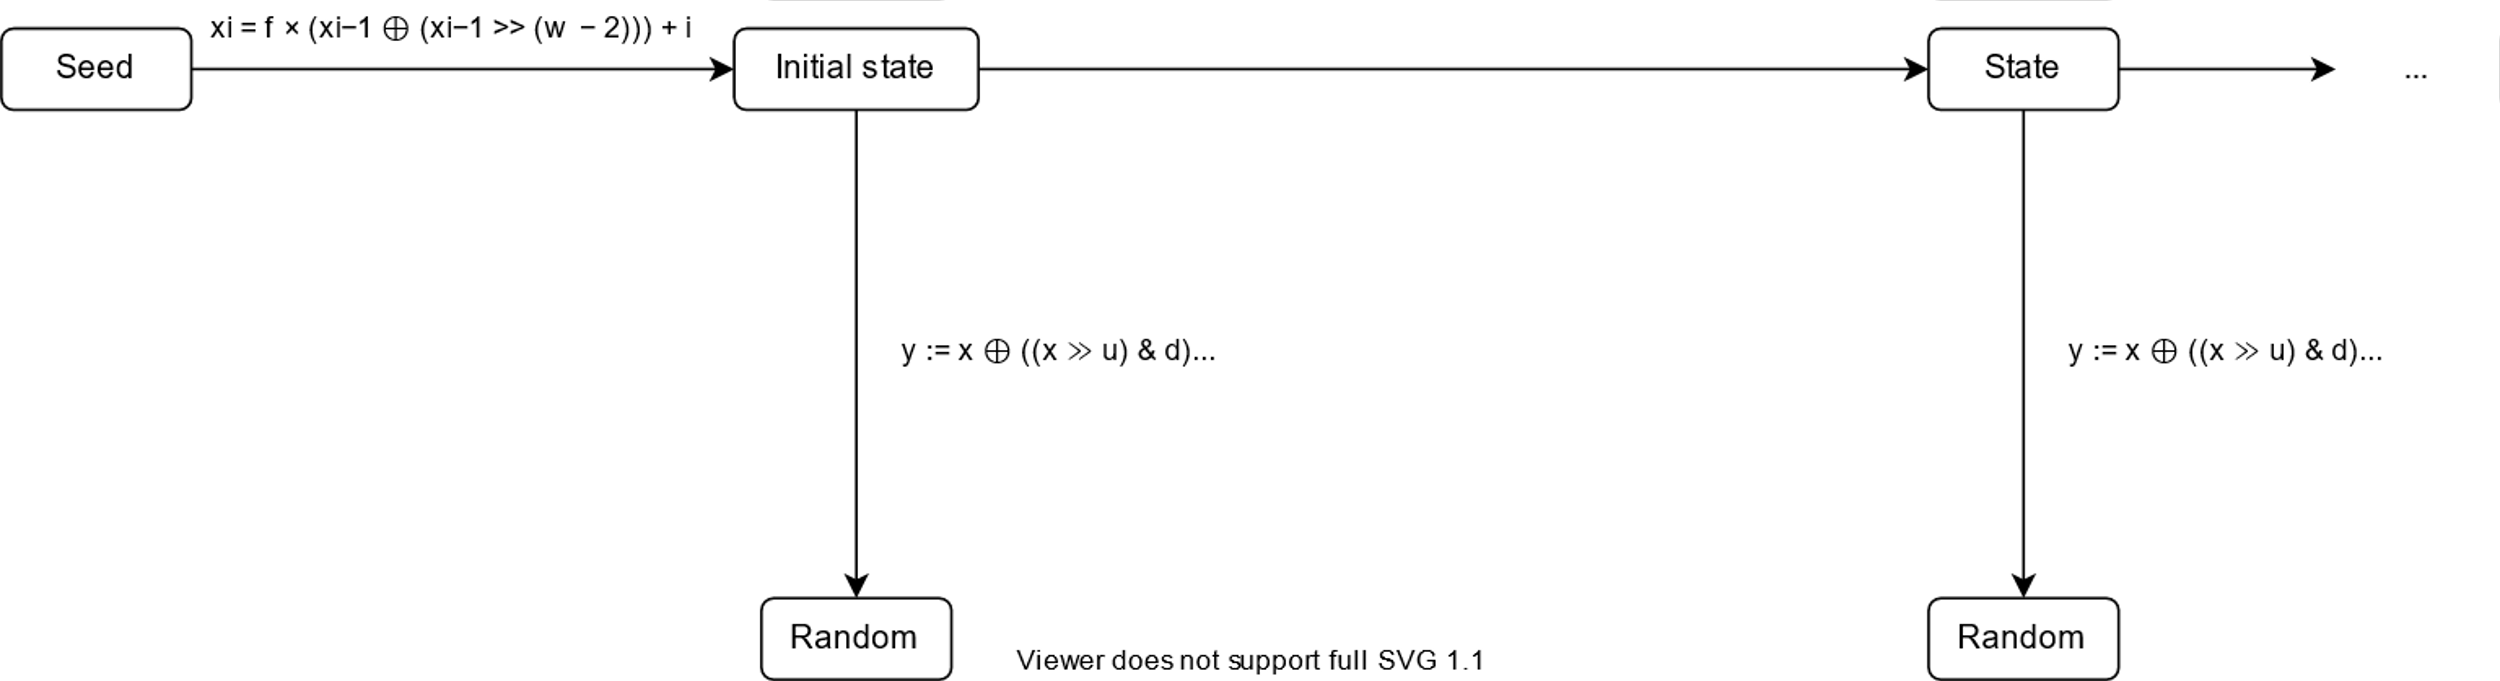 xi = f × (xi−1 ⊕ (xi−1 >> (w − 2))) + i
Seed
Initial state
State
...
y := x ⊕ ((x ≫ u) & d)...
y := x ⊕ ((x ≫ u) & d)...
Random
Random
Viewer does not support full SVG 1.1